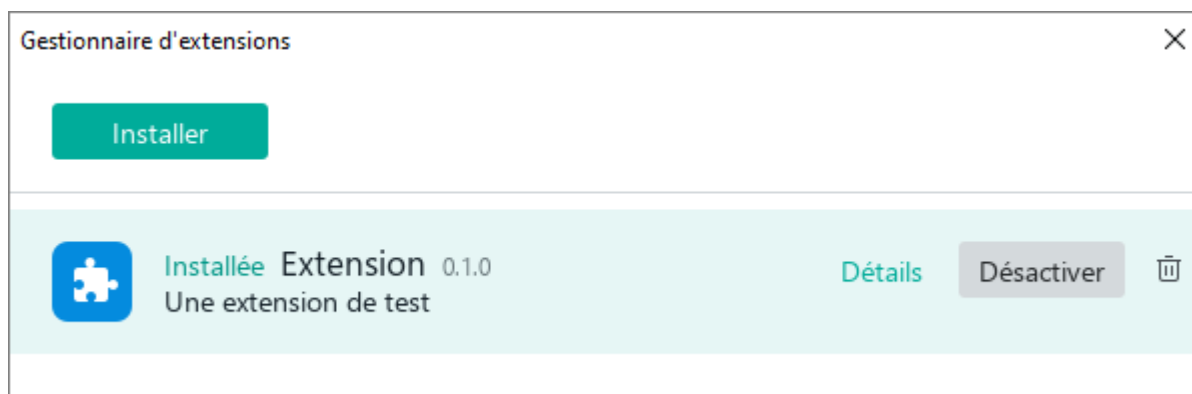 Gestionnaire d'extensions
Installer
Installée Extension 0.1.0 Détails Désactiver
Une extension de test